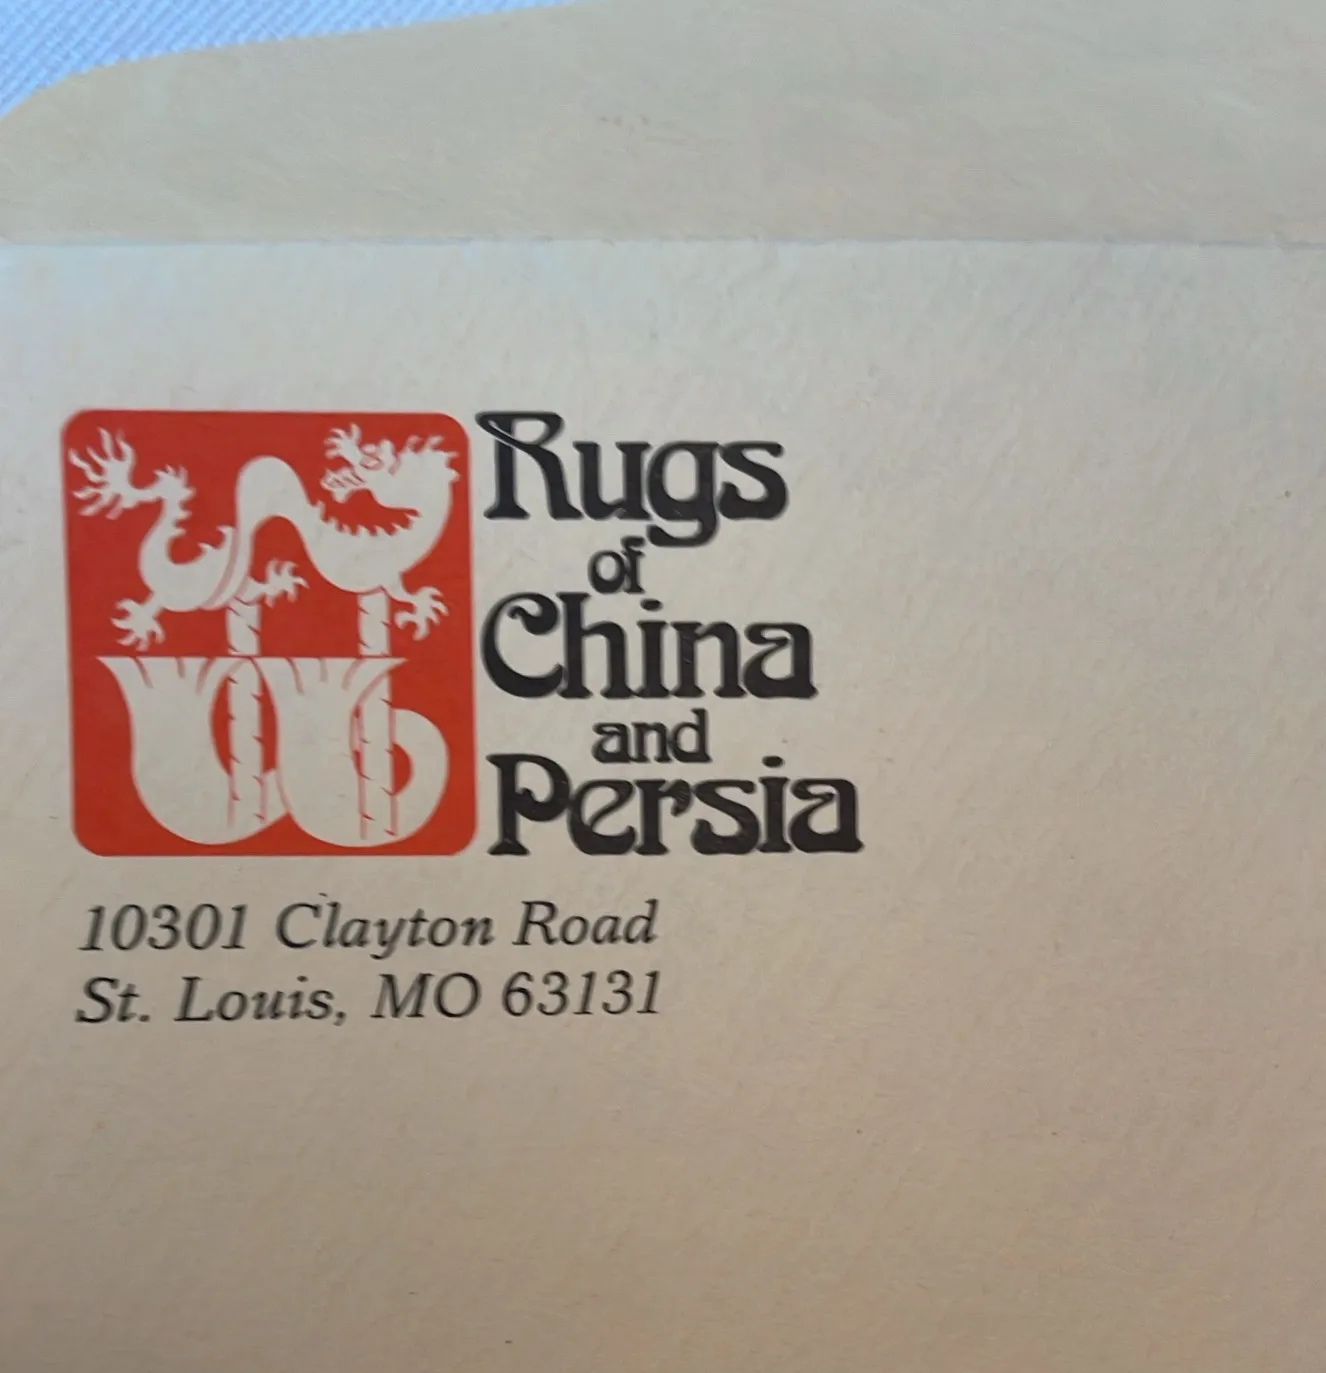 Rugs
of
China
and
Persia
10301 Clayton Road
St. Louis, MO 63131